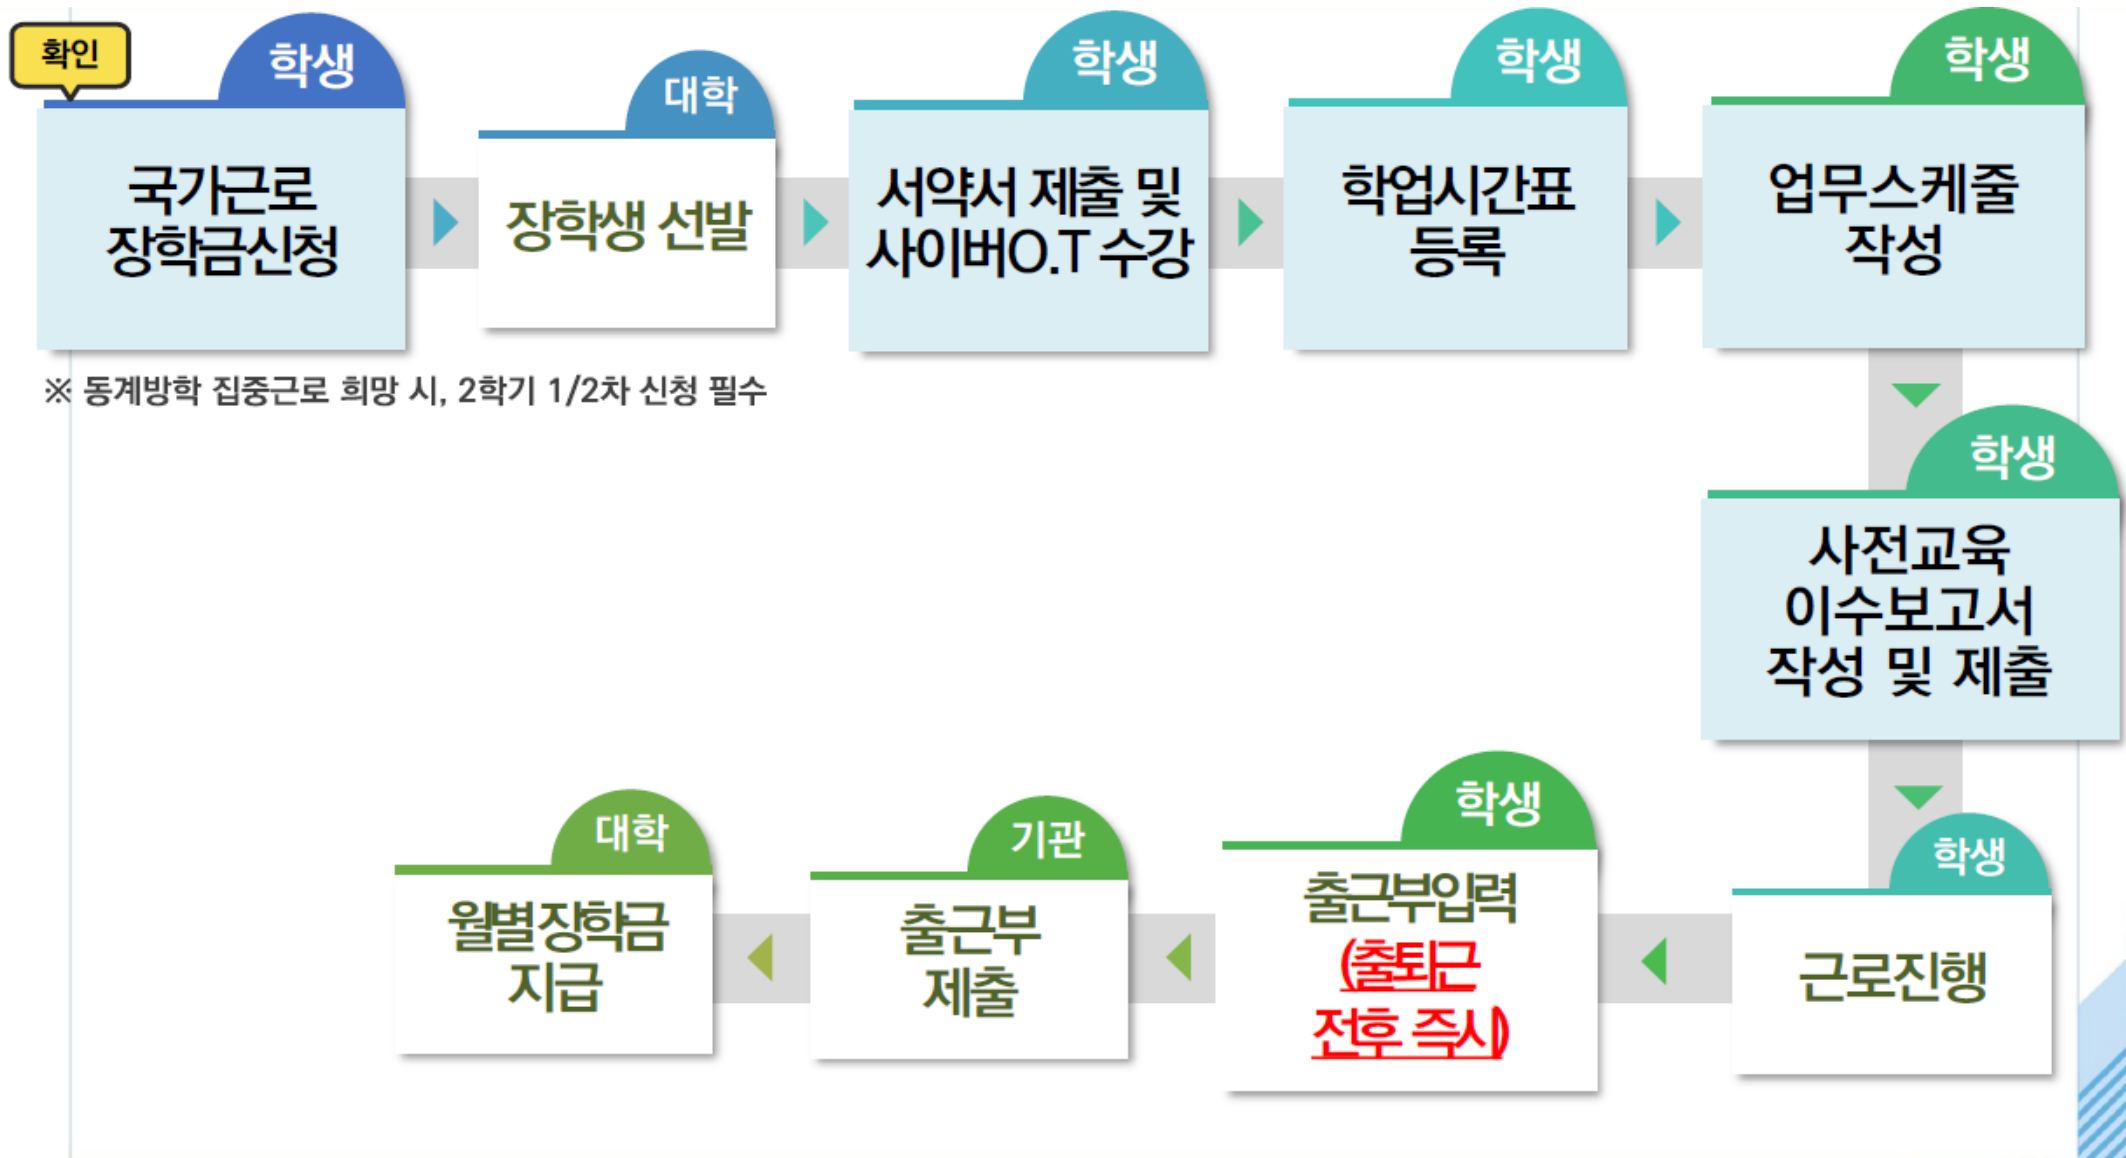 확인
학생
국가근로
장학금신청
대학
장학생 선발
학생
서약서 제출 및
사이버O.T 수강
학생
학업시간표
등록
학생
업무스케줄
작성
※ 동계방학 집중근로 희망 시, 2학기 1/2차 신청 필수
학생
사전교육
이수보고서
작성 및 제출
학생
근로진행
학생
출근부입력
(출퇴근
전후 즉시)
기관
출근부
제출
대학
월별장학금
지급